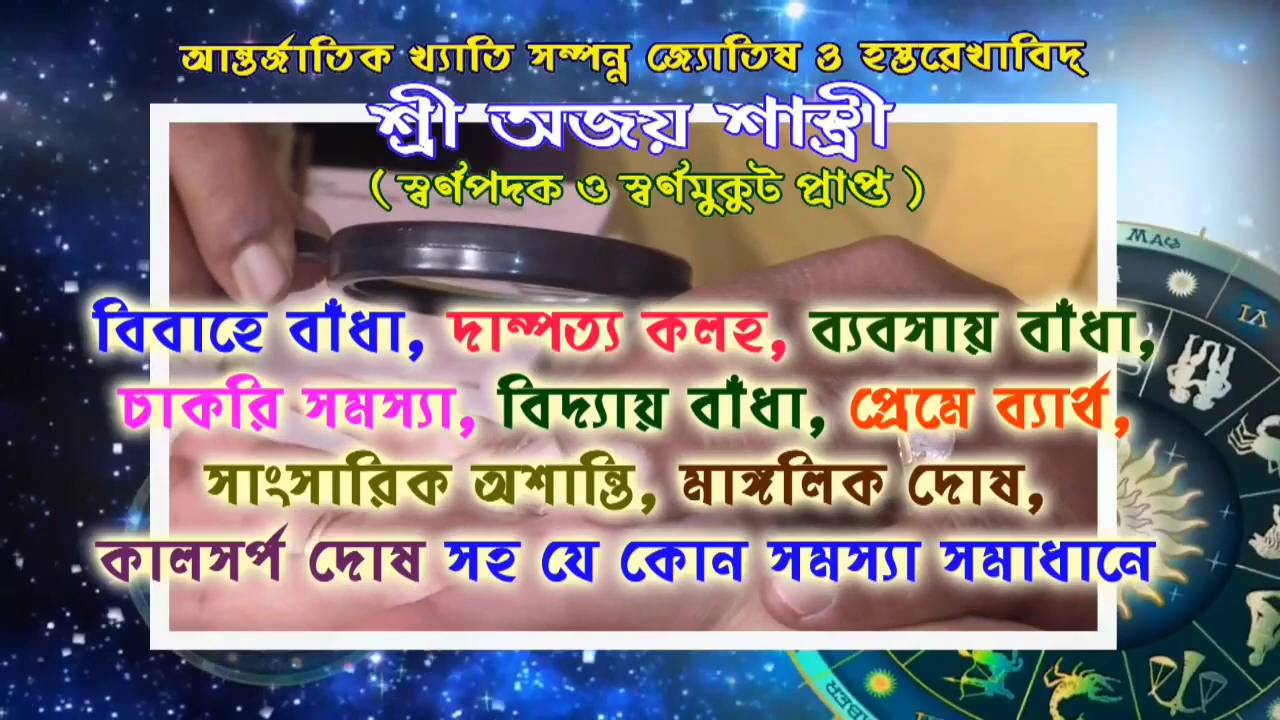 আন্তর্জাতিক খ্যাতি সম্পন্ন জ্যোতিষ ও হস্তরেখাবিদ্
শ্রী অজয় শাস্ত্রী
( স্বর্ণপদক ও স্বর্ণমুকুট প্রাপ্ত )
বিবাহে বাঁধা, দাম্পত্য কলহ, ব্যবসায় বাঁধা,
চাকরি সমস্যা, বিদ্যায় বাঁধা, প্রেমে ব্যার্থ,
সাংসারিক অশান্তি, মাঙ্গলিক দোষ,
কালসর্প দোষ সহ যে কোন সমস্যা সমাধানে